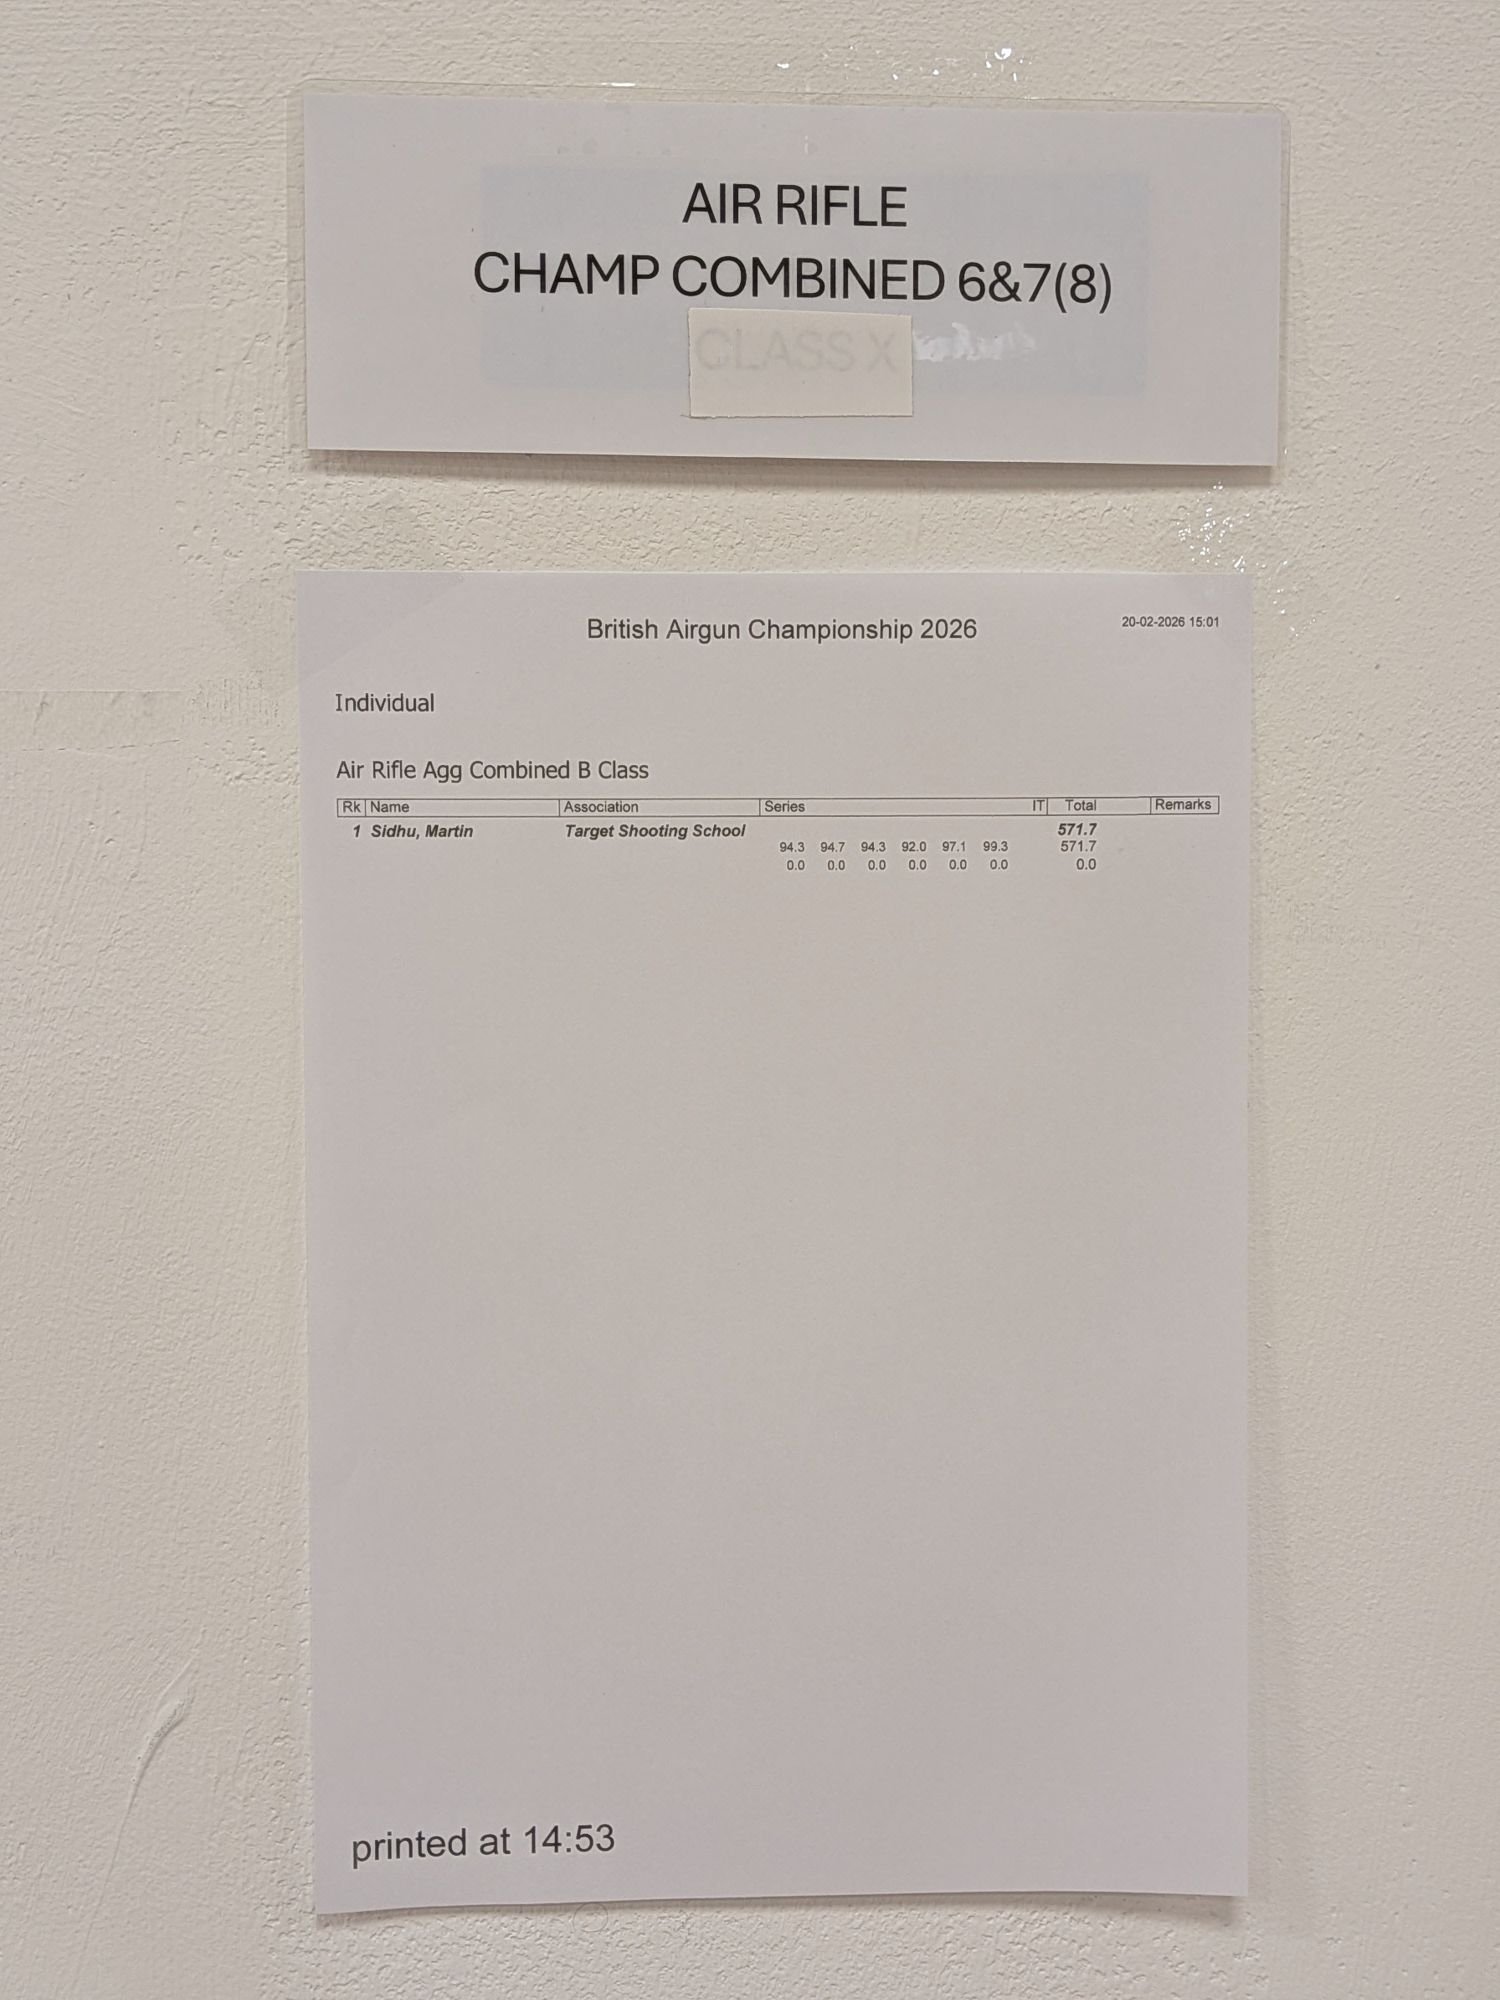 AIR RIFLE
CHAMP COMBINED 6&7(8)
CLASS X
British Airgun Championship 2026
20-02-2026 15:01
Individual
Air Rifle Agg Combined B Class
Rk Name Association Series IT Total Remarks
1 Sidhu, Martin Target Shooting School 571.7
94.3 94.7 94.3 92.0 97.1 99.3 571.7
0.0 0.0 0.0 0.0 0.0 0.0 0.0
printed at 14:53